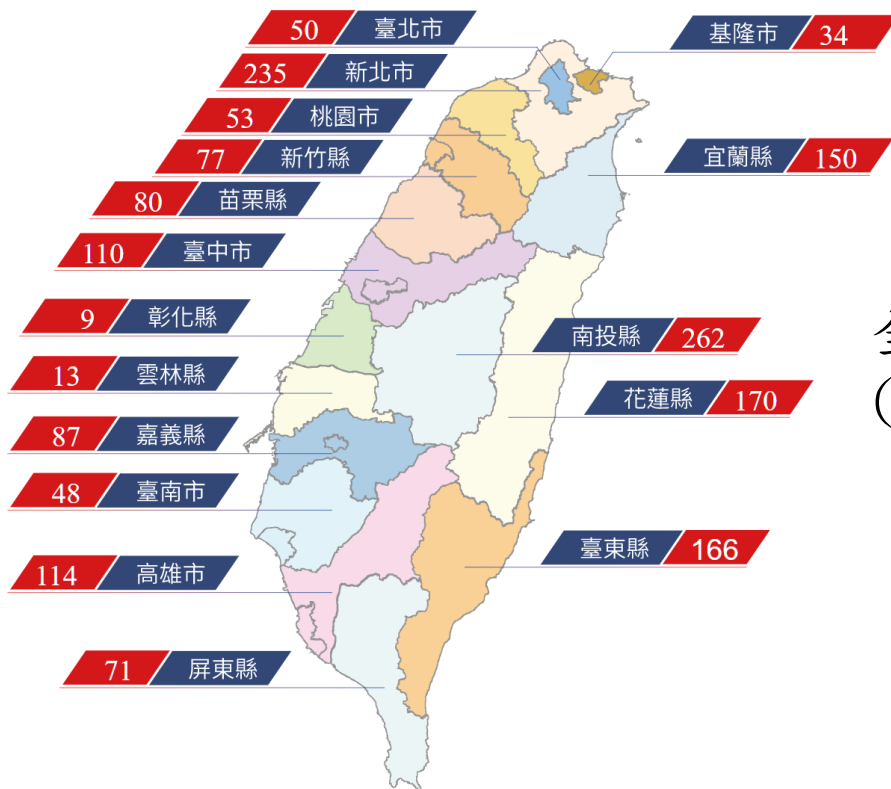 50 臺北市
235 新北市
53 桃園市
77 新竹縣
80 苗栗縣
110 臺中市
9 彰化縣
13 雲林縣
87 嘉義縣
48 臺南市
114 高雄市
71 屏東縣
基隆市 34
宜蘭縣 150
南投縣 262
花蓮縣 170
臺東縣 166
(